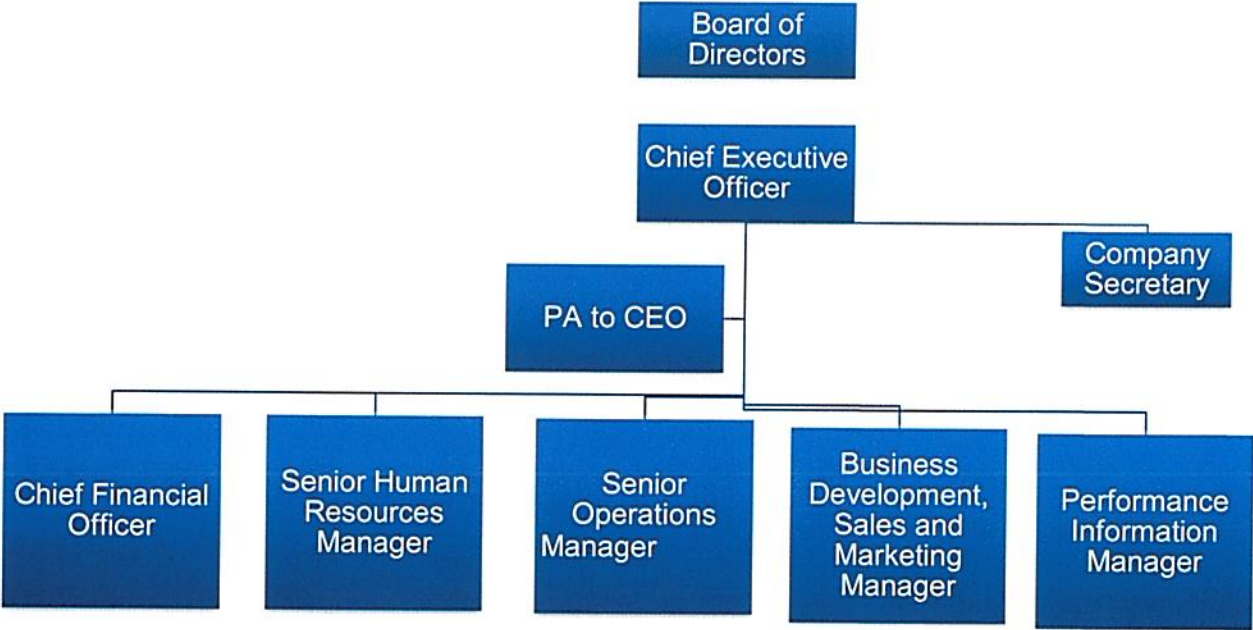 Board of
Directors
Chief Executive
Officer
Company
Secretary
PA to CEO
Chief Financial
Officer
Senior Human
Resources
Manager
Senior
Operations
Manager
Business
Development,
Sales and
Marketing
Manager
Performance
Information
Manager